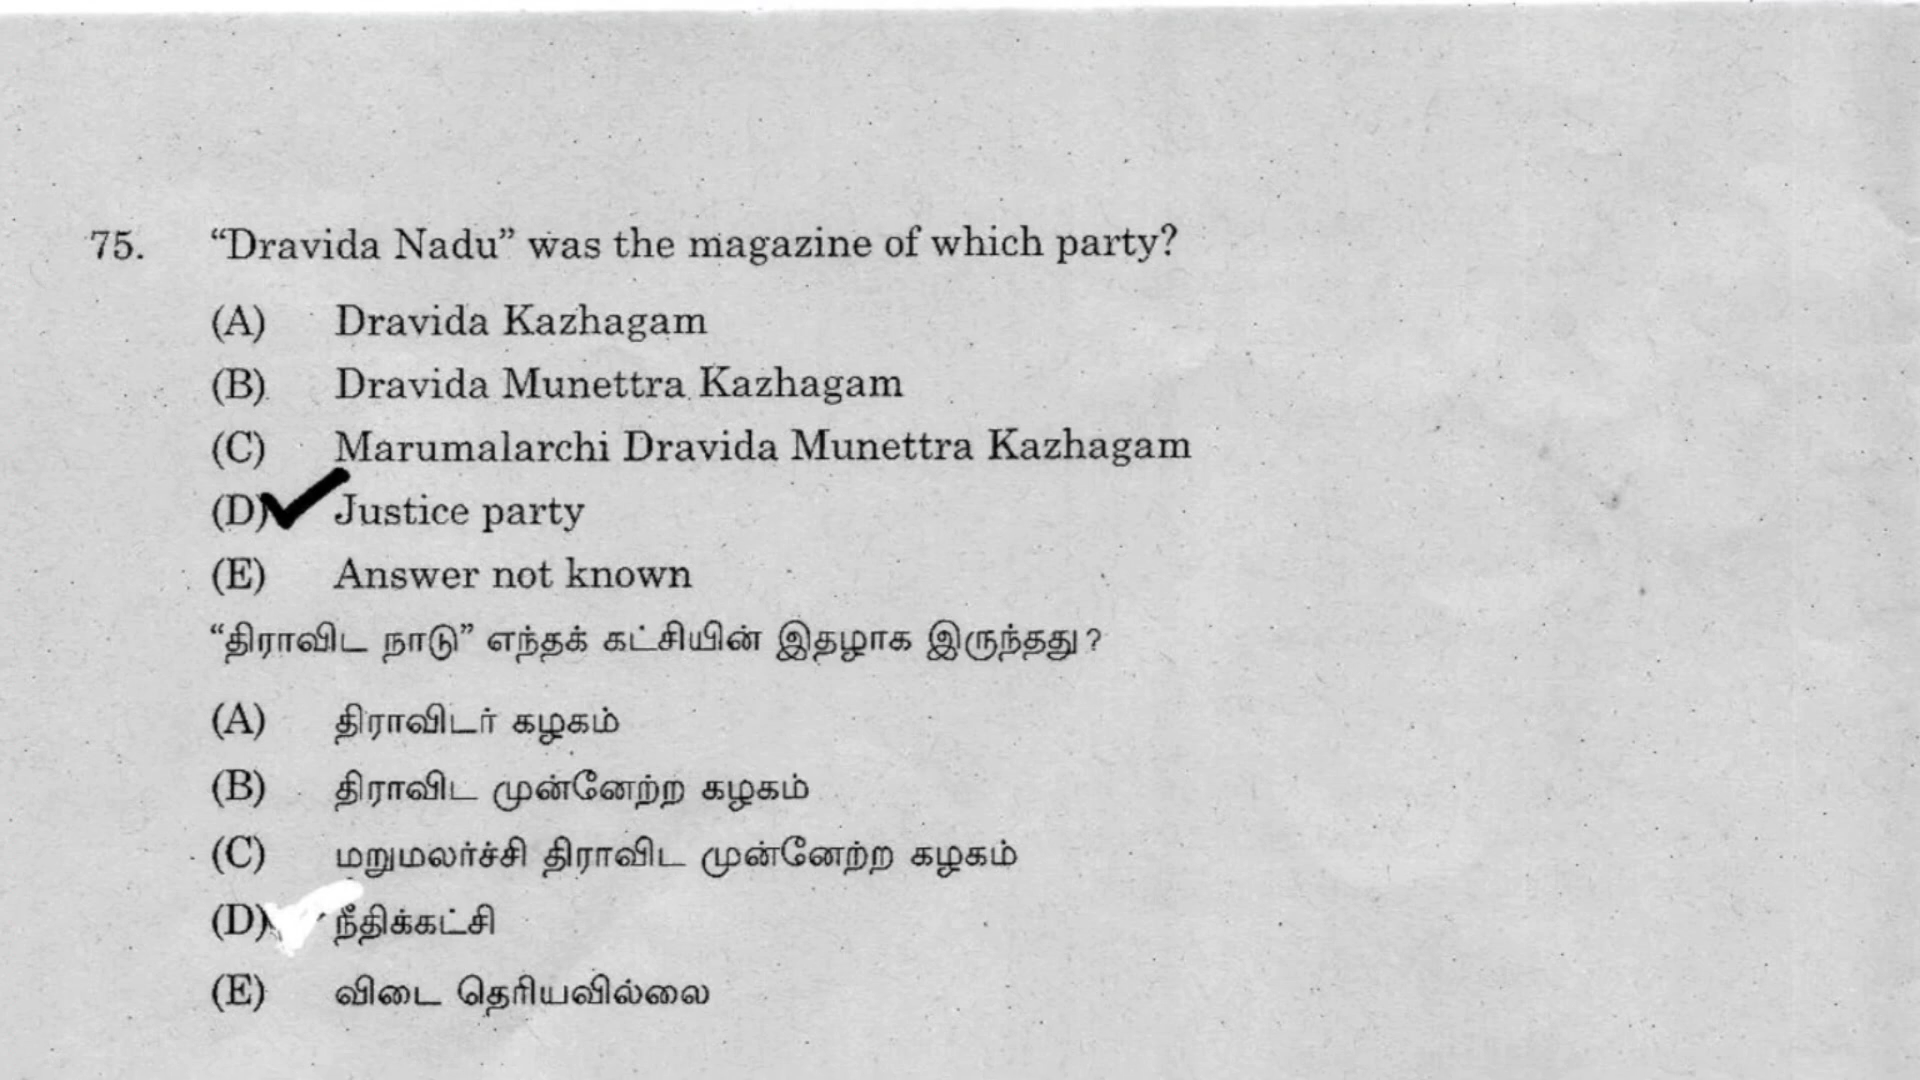 75. "Dravida Nadu" was the magazine of which party?
(A) Dravida Kazhagam
(B) Dravida Munettra Kazhagam
(C) Marumalarchi Dravida Munettra Kazhagam
(D) Justice party
(E) Answer not known
"திராவிட நாடு" எந்தக் கட்சியின் இதழாக இருந்தது?
(A) திராவிடர் கழகம்
(B) திராவிட முன்னேற்ற கழகம்
(C) மறுமலர்ச்சி திராவிட முன்னேற்ற கழகம்
(D) நீதிக்கட்சி
(E) விடை தெரியவில்லை